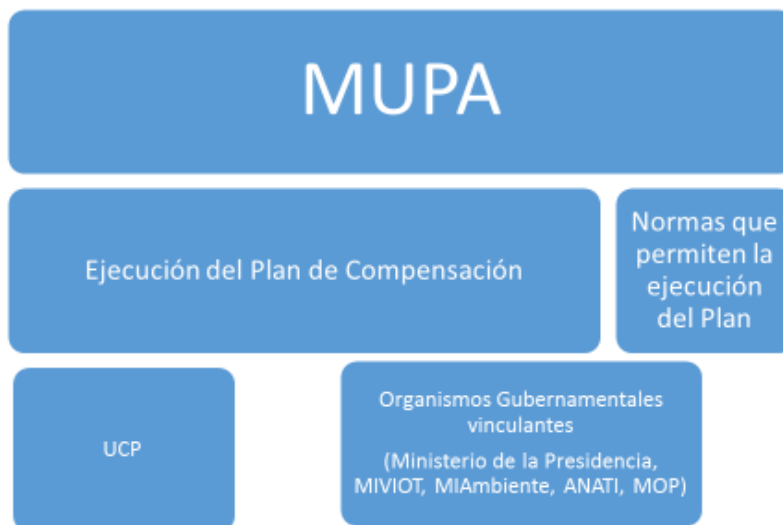 MUPA
Ejecución del Plan de Compensación
Normas que
permiten la
ejecución
del Plan
UCP
Organismos Gubernamentales
vinculantes
(Ministerio de la Presidencia,
MIVIOT, MIAmbiente, ANATI, MOP)